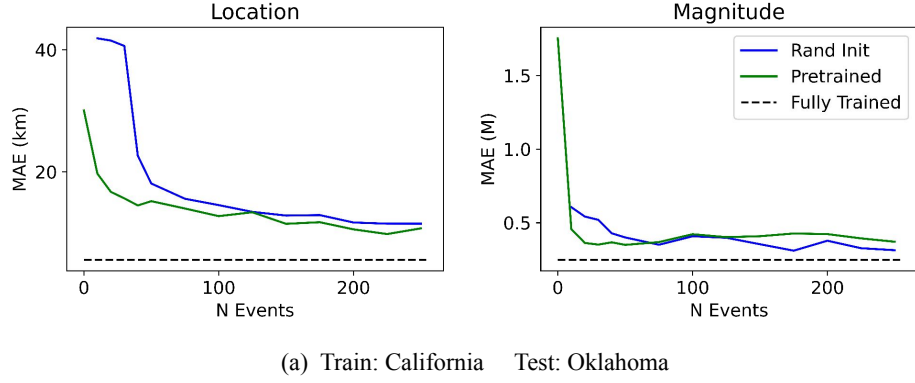 Location
MAE (km)
40
20
0
100
200
N Events
Magnitude
MAE (M)
1.5
1.0
0.5
0
100
200
N Events
Rand Init
Pretrained
Fully Trained
(a) Train: California Test: Oklahoma